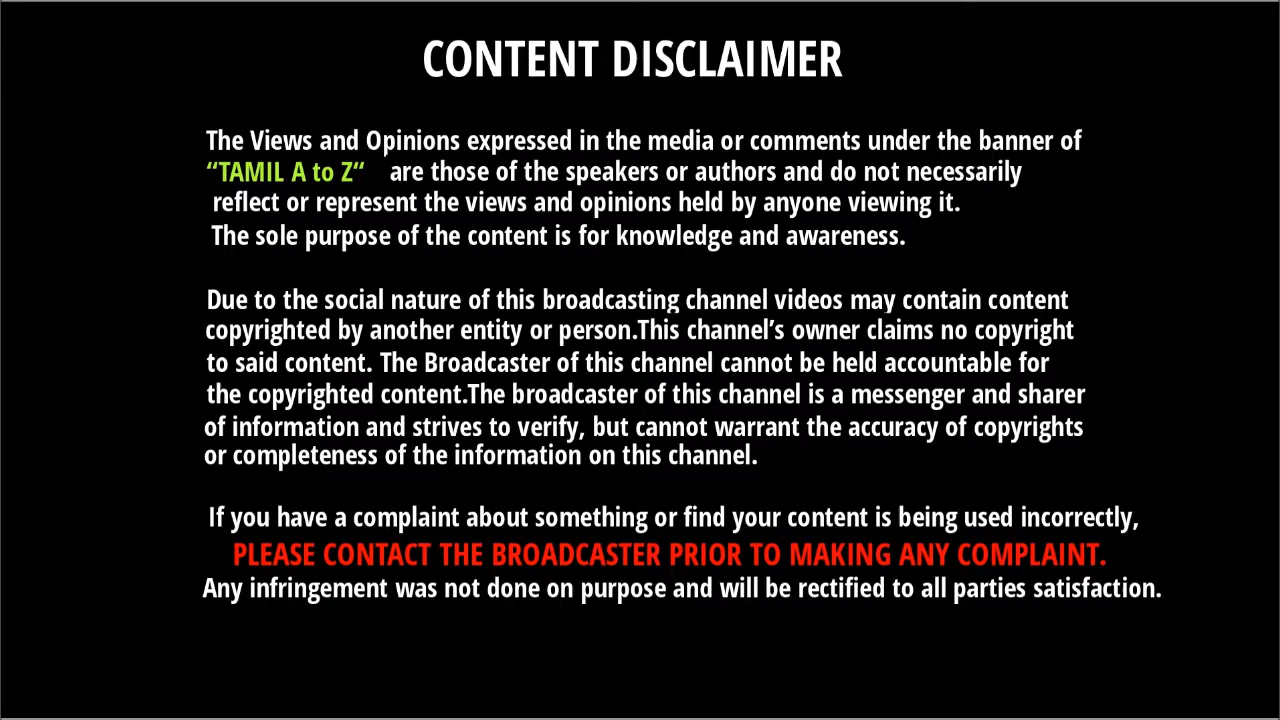 CONTENT DISCLAIMER
The Views and Opinions expressed in the media or comments under the banner of
“TAMIL A to Z“ are those of the speakers or authors and do not necessarily
reflect or represent the views and opinions held by anyone viewing it.
The sole purpose of the content is for knowledge and awareness.
Due to the social nature of this broadcasting channel videos may contain content
copyrighted by another entity or person.This channel’s owner claims no copyright
to said content. The Broadcaster of this channel cannot be held accountable for
the copyrighted content.The broadcaster of this channel is a messenger and sharer
of information and strives to verify, but cannot warrant the accuracy of copyrights
or completeness of the information on this channel.
If you have a complaint about something or find your content is being used incorrectly,
PLEASE CONTACT THE BROADCASTER PRIOR TO MAKING ANY COMPLAINT.
Any infringement was not done on purpose and will be rectified to all parties satisfaction.